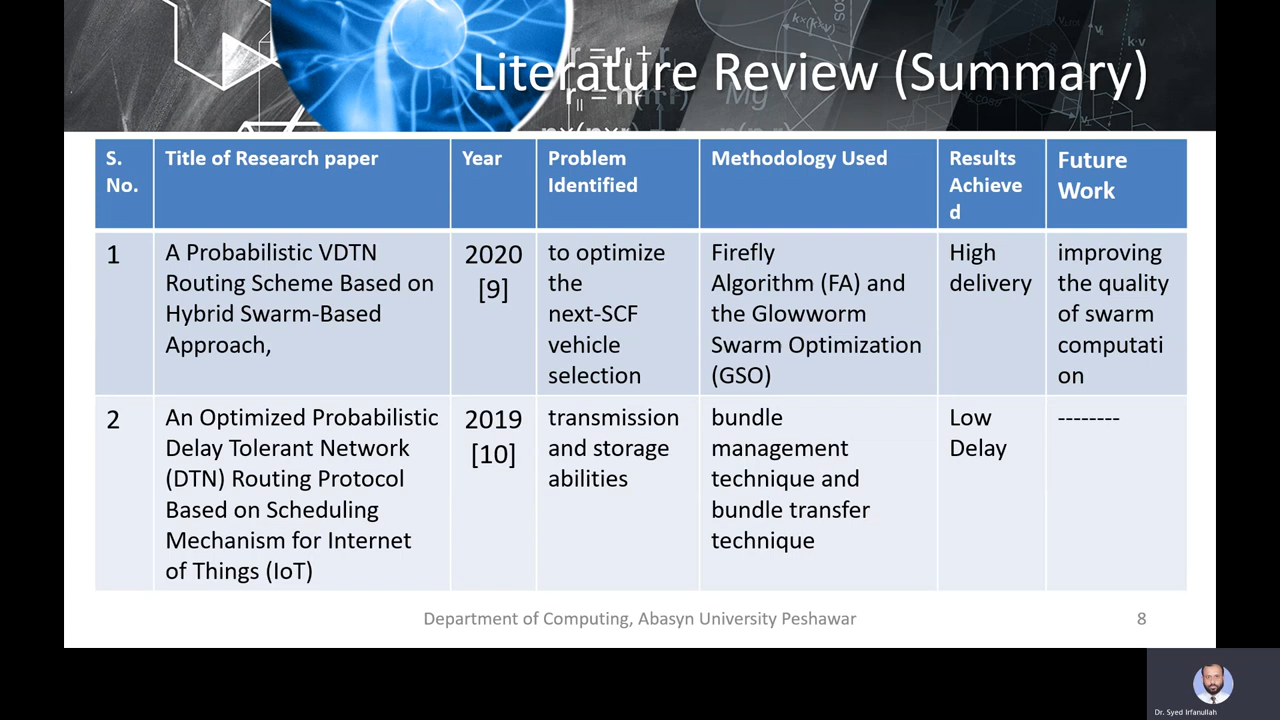 Literature Review (Summary)
S. No.
Title of Research paper
Year
Problem Identified
Methodology Used
Results Achieve d
Future Work
1
A Probabilistic VDTN
Routing Scheme Based on
Hybrid Swarm-Based
Approach,
2020
[9]
to optimize
the
next-SCF
vehicle
selection
Firefly
Algorithm (FA) and
the Glowworm
Swarm Optimization
(GSO)
High
delivery
improving
the quality
of swarm
computati
on
2
An Optimized Probabilistic
Delay Tolerant Network
(DTN) Routing Protocol
Based on Scheduling
Mechanism for Internet
of Things (IoT)
2019
[10]
transmission
and storage
abilities
bundle
management
technique and
bundle transfer
technique
Low
Delay
--------
Department of Computing, Abasyn University Peshawar
8
Dr. Syed Irfanullah